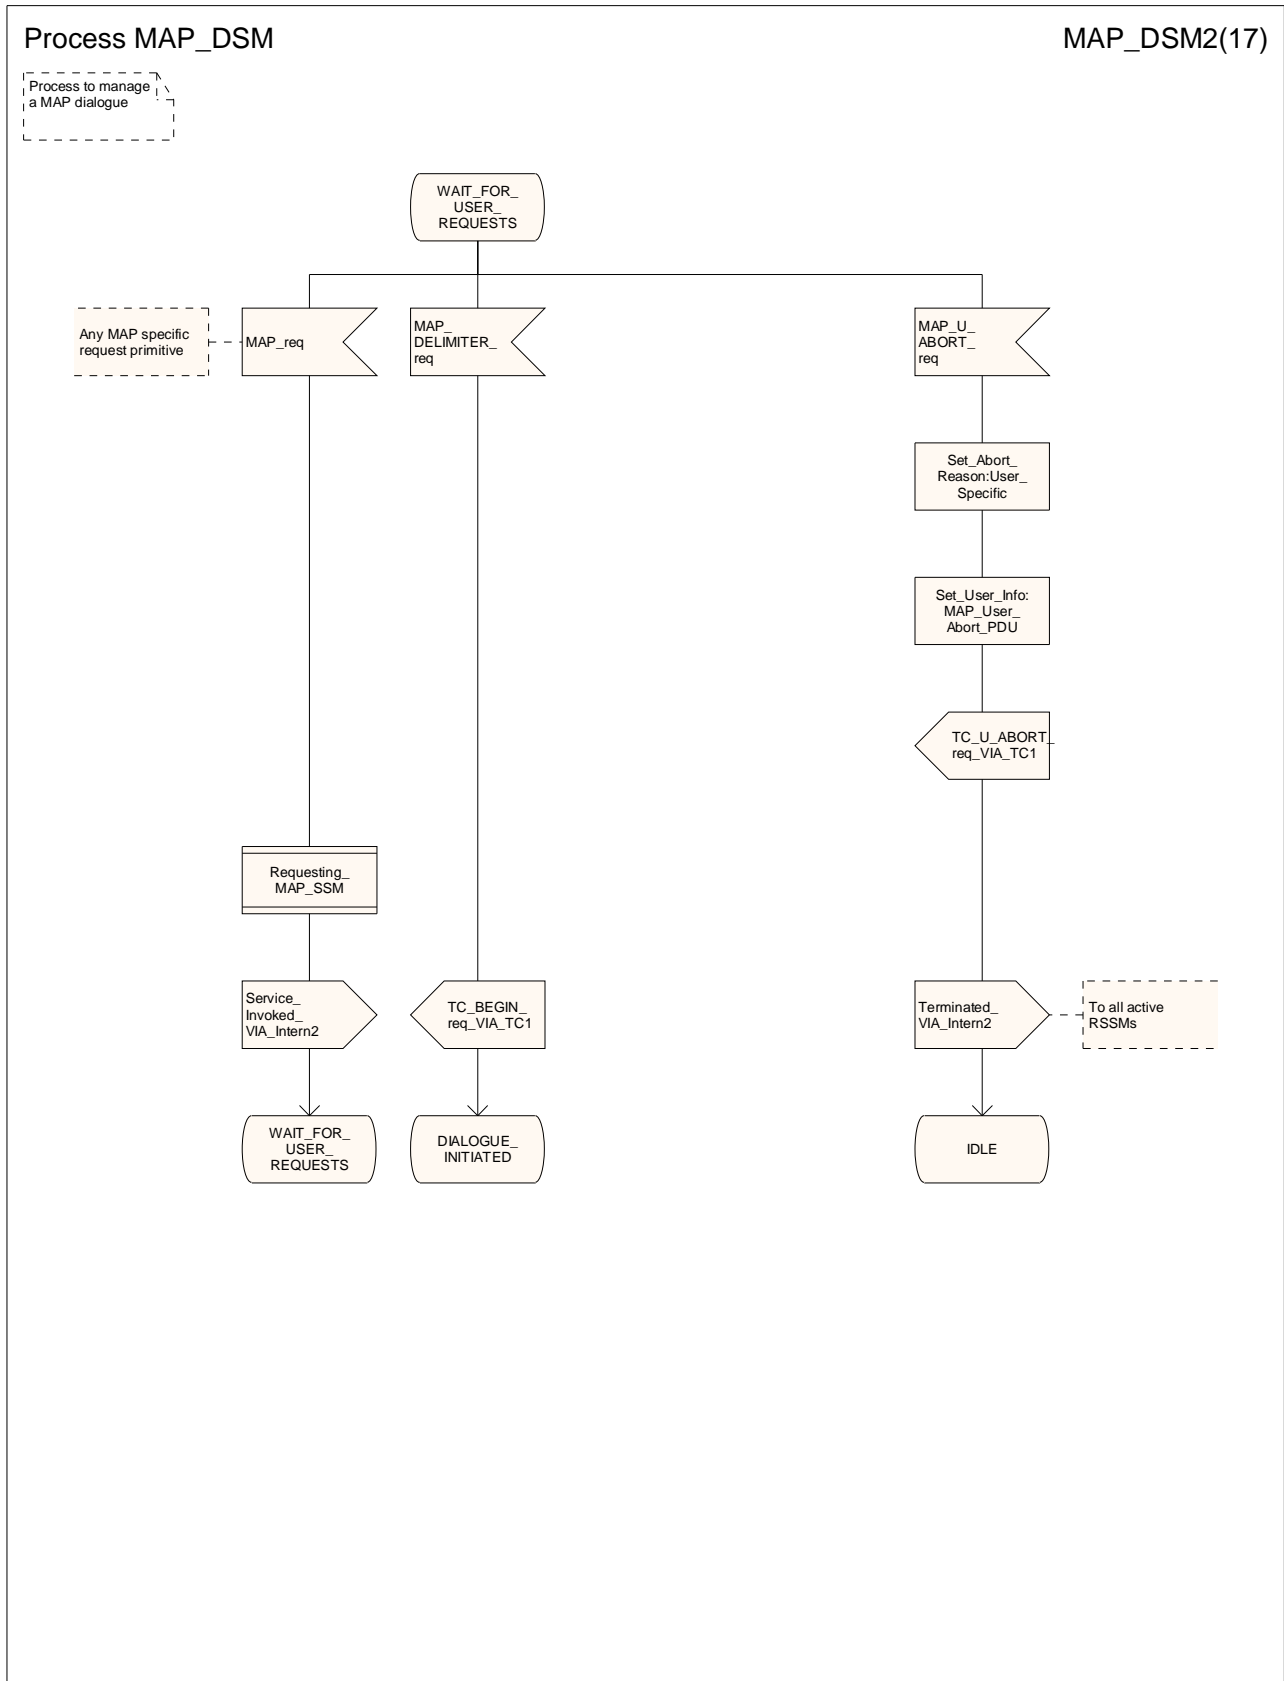 Process MAP_DSM
MAP_DSM2(17)
Process to manage
a MAP dialogue
WAIT_FOR_
USER_
REQUESTS
Any MAP specific
request primitive
MAP_req
MAP_
DELIMITER_
req
MAP_U_
ABORT_
req
Set_Abort_
Reason:User_
Specific
Set_User_Info:
MAP_User_
Abort_PDU
TC_U_ABORT_
req_VIA_TC1
Requesting_
MAP_SSM
Service_
Invoked_
VIA_Intern2
TC_BEGIN_
req_VIA_TC1
Terminated_
VIA_Intern2
To all active
RSSMs
WAIT_FOR_
USER_
REQUESTS
DIALOGUE_
INITIATED
IDLE